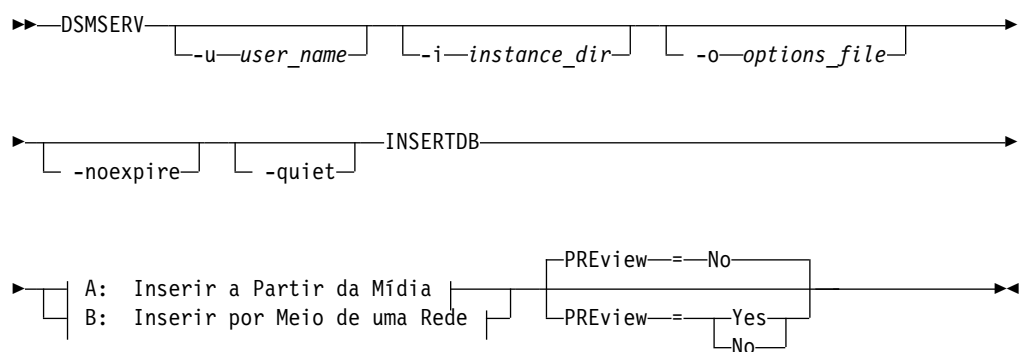 DSMSERV
-u user_name -i instance_dir -o options_file
-noexpire -quiet INSERTDB
PREview = No
A: Inserir a Partir da Mídia
B: Inserir por Meio de uma Rede
PREview = Yes
No